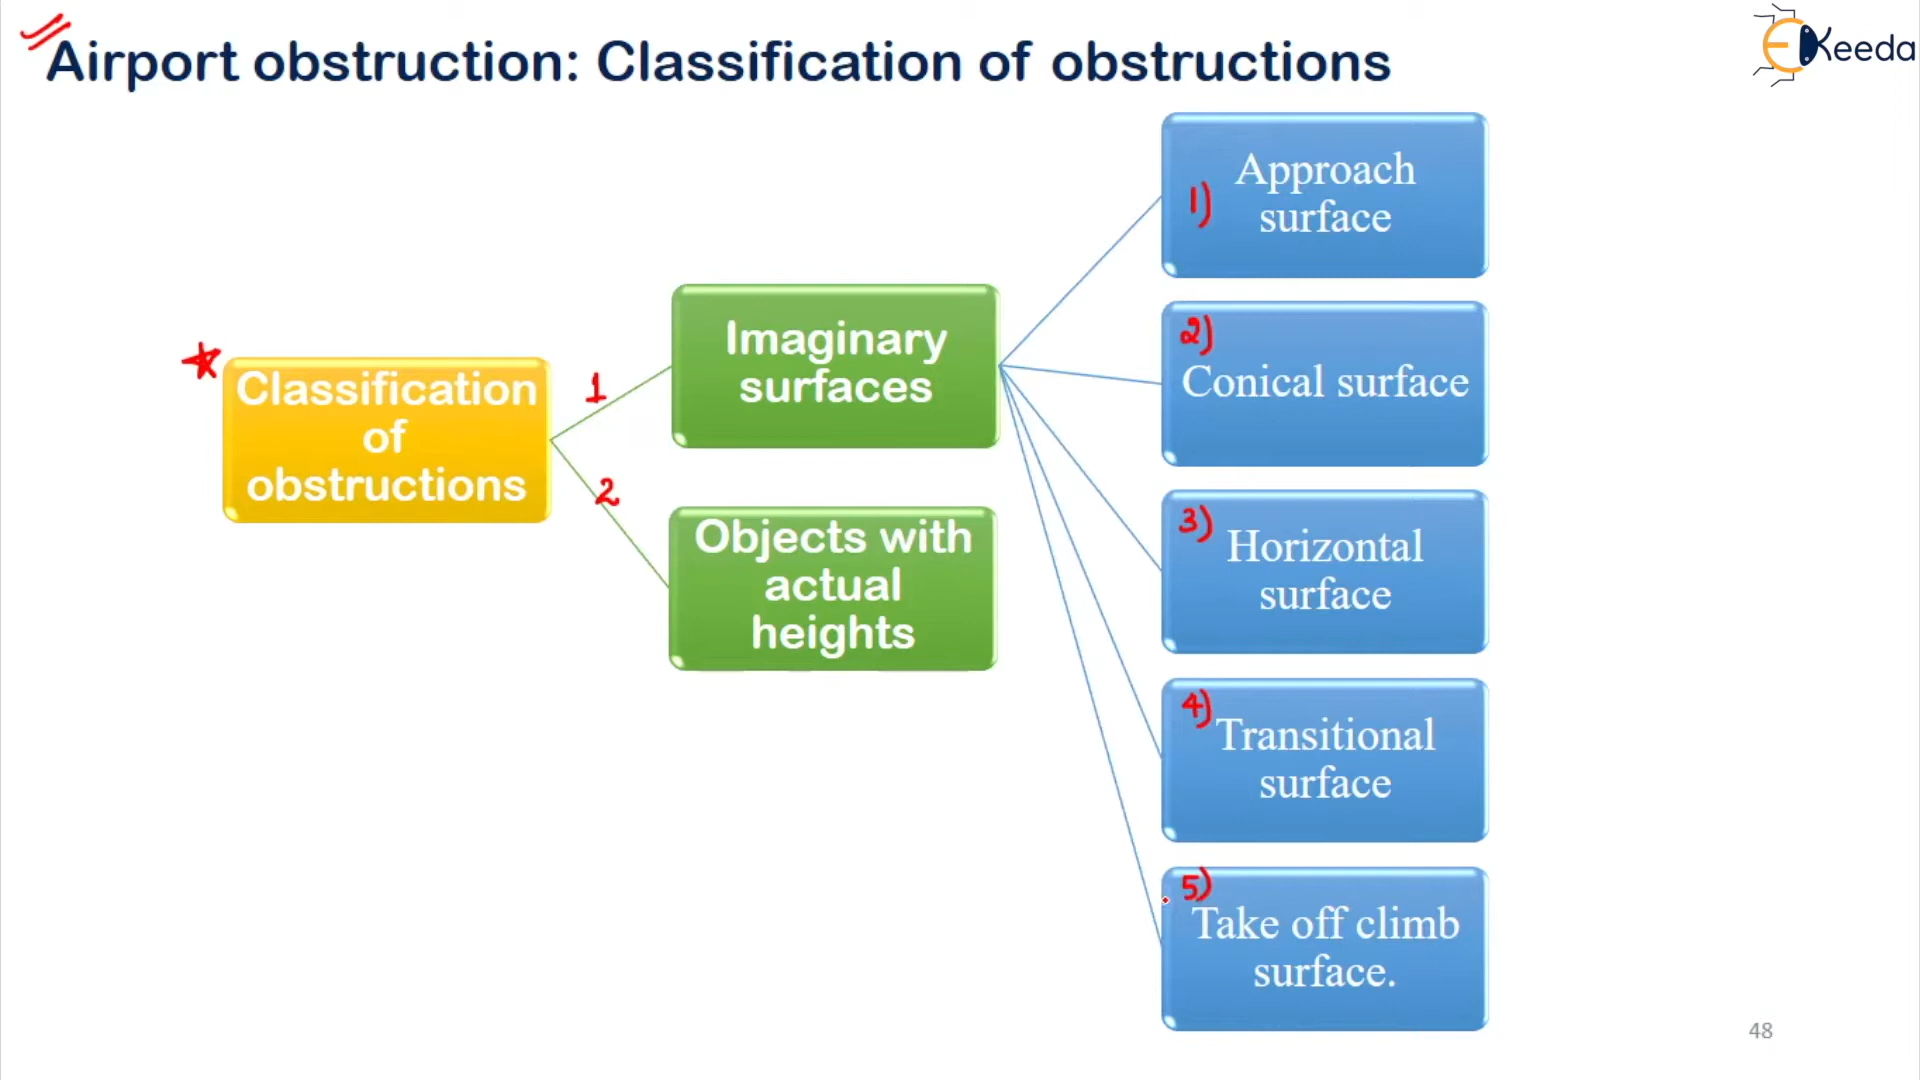 Airport obstruction: Classification of obstructions
EKeeda
Classification
of
obstructions
1
2
Imaginary
surfaces
Objects with
actual
heights
1)
Approach
surface
2)
Conical surface
3)
Horizontal
surface
4)
Transitional
surface
5)
Take off climb
surface.
48